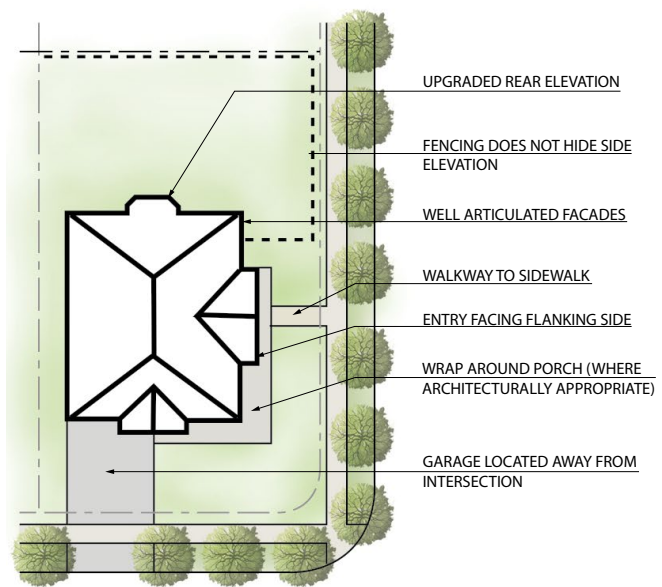 UPGRADED REAR ELEVATION
FENCING DOES NOT HIDE SIDE
ELEVATION
WELL ARTICULATED FACADES
WALKWAY TO SIDEWALK
ENTRY FACING FLANKING SIDE
WRAP AROUND PORCH (WHERE
ARCHITECTURALLY APPROPRIATE)
GARAGE LOCATED AWAY FROM
INTERSECTION